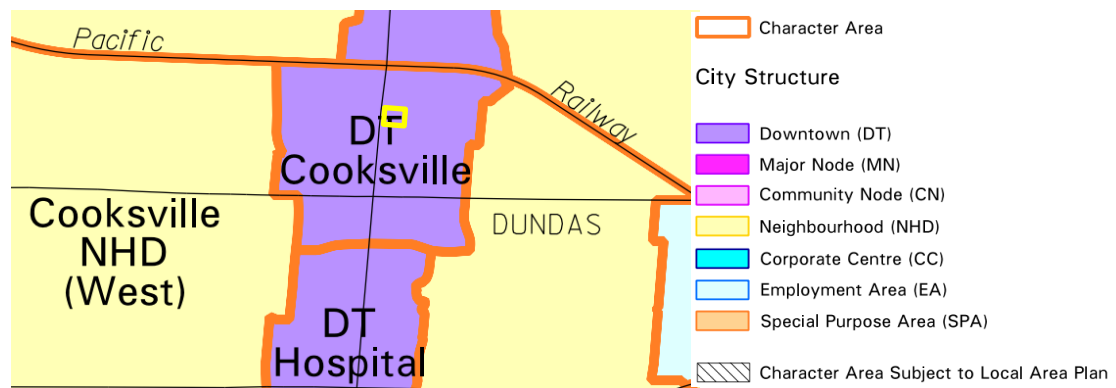 Pacific
Railway
DT
Cooksville
Cooksville
NHD
(West)
DUNDAS
DT
Hospital
Character Area
City Structure
Downtown (DT)
Major Node (MN)
Community Node (CN)
Neighbourhood (NHD)
Corporate Centre (CC)
Employment Area (EA)
Special Purpose Area (SPA)
Character Area Subject to Local Area Plan